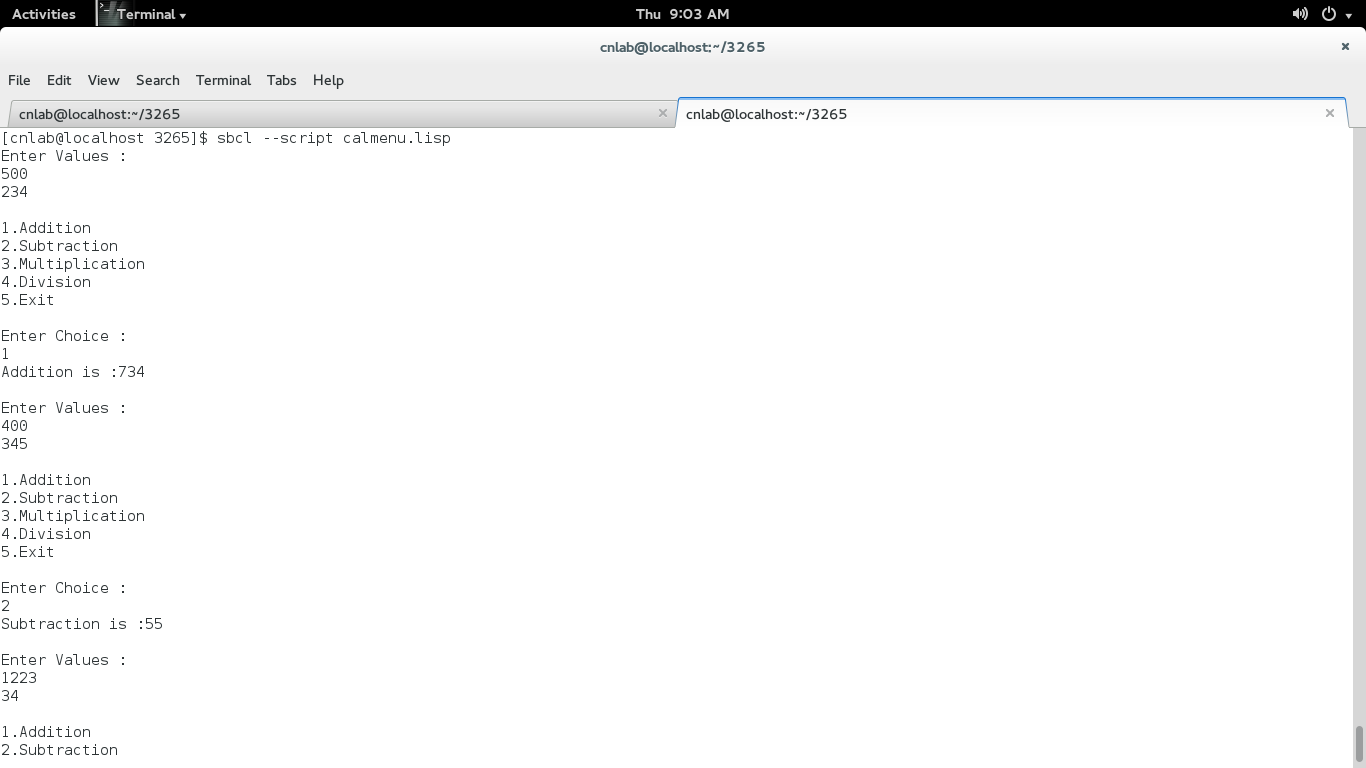 Activities Terminal Thu 9:03 AM
cnlab@localhost:~/3265
File Edit View Search Terminal Tabs Help
cnlab@localhost:~/3265 cnlab@localhost:~/3265
[cnlab@localhost 3265]$ sbcl --script calmenu.lisp
Enter Values :
500
234
1.Addition
2.Subtraction
3.Multiplication
4.Division
5.Exit
Enter Choice :
1
Addition is :734
Enter Values :
400
345
1.Addition
2.Subtraction
3.Multiplication
4.Division
5.Exit
Enter Choice :
2
Subtraction is :55
Enter Values :
1223
34
1.Addition
2.Subtraction